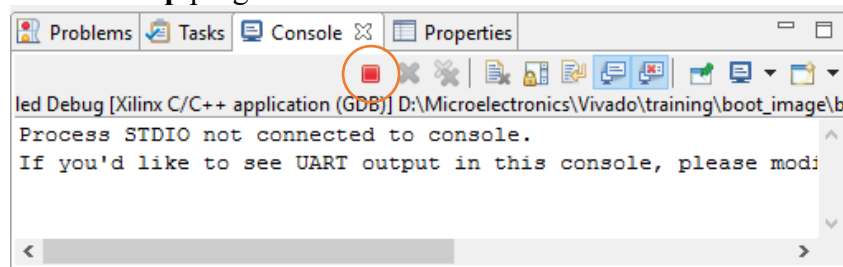 Problems Tasks Console Properties
led Debug [Xilinx C/C++ application (GDB)] D:\Microelectronics\Vivado\training\boot_image\b
Process STDIO not connected to console.
If you'd like to see UART output in this console, please modi